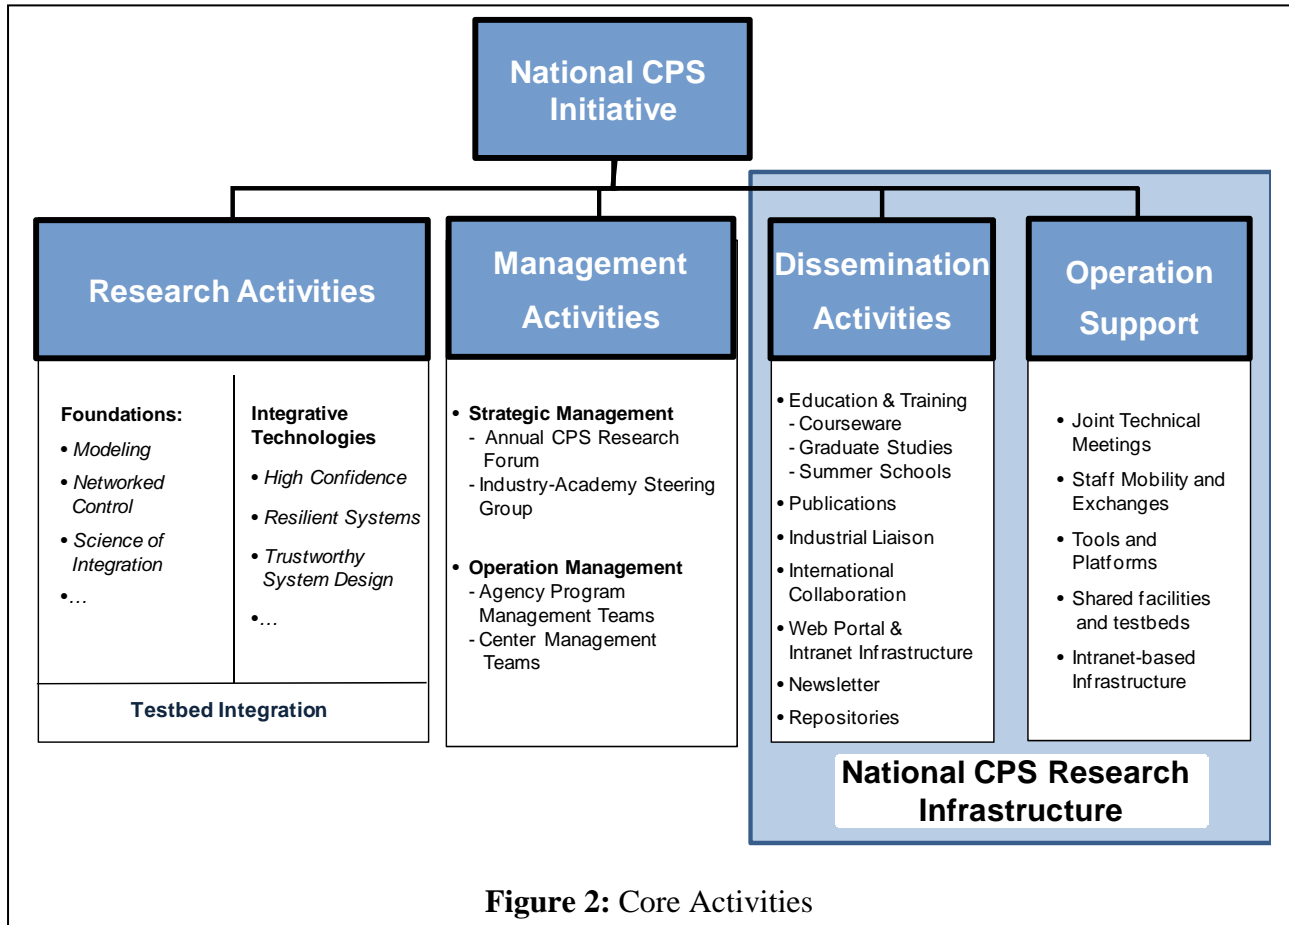 National CPS
Initiative
Research Activities
Foundations:
• Modeling
• Networked
Control
• Science of
Integration
•…
Integrative
Technologies
• High Confidence
• Resilient Systems
• Trustworthy
System Design
•…
Testbed Integration
Management
Activities
• Strategic Management
- Annual CPS Research
Forum
- Industry-Academy Steering
Group
• Operation Management
- Agency Program
Management Teams
- Center Management
Teams
Dissemination
Activities
• Education & Training
- Courseware
- Graduate Studies
- Summer Schools
• Publications
• Industrial Liaison
• International
Collaboration
• Web Portal &
Intranet Infrastructure
• Newsletter
• Repositories
Operation
Support
• Joint Technical
Meetings
• Staff Mobility and
Exchanges
• Tools and
Platforms
• Shared facilities
and testbeds
• Intranet-based
Infrastructure
National CPS Research
Infrastructure
Figure 2: Core Activities